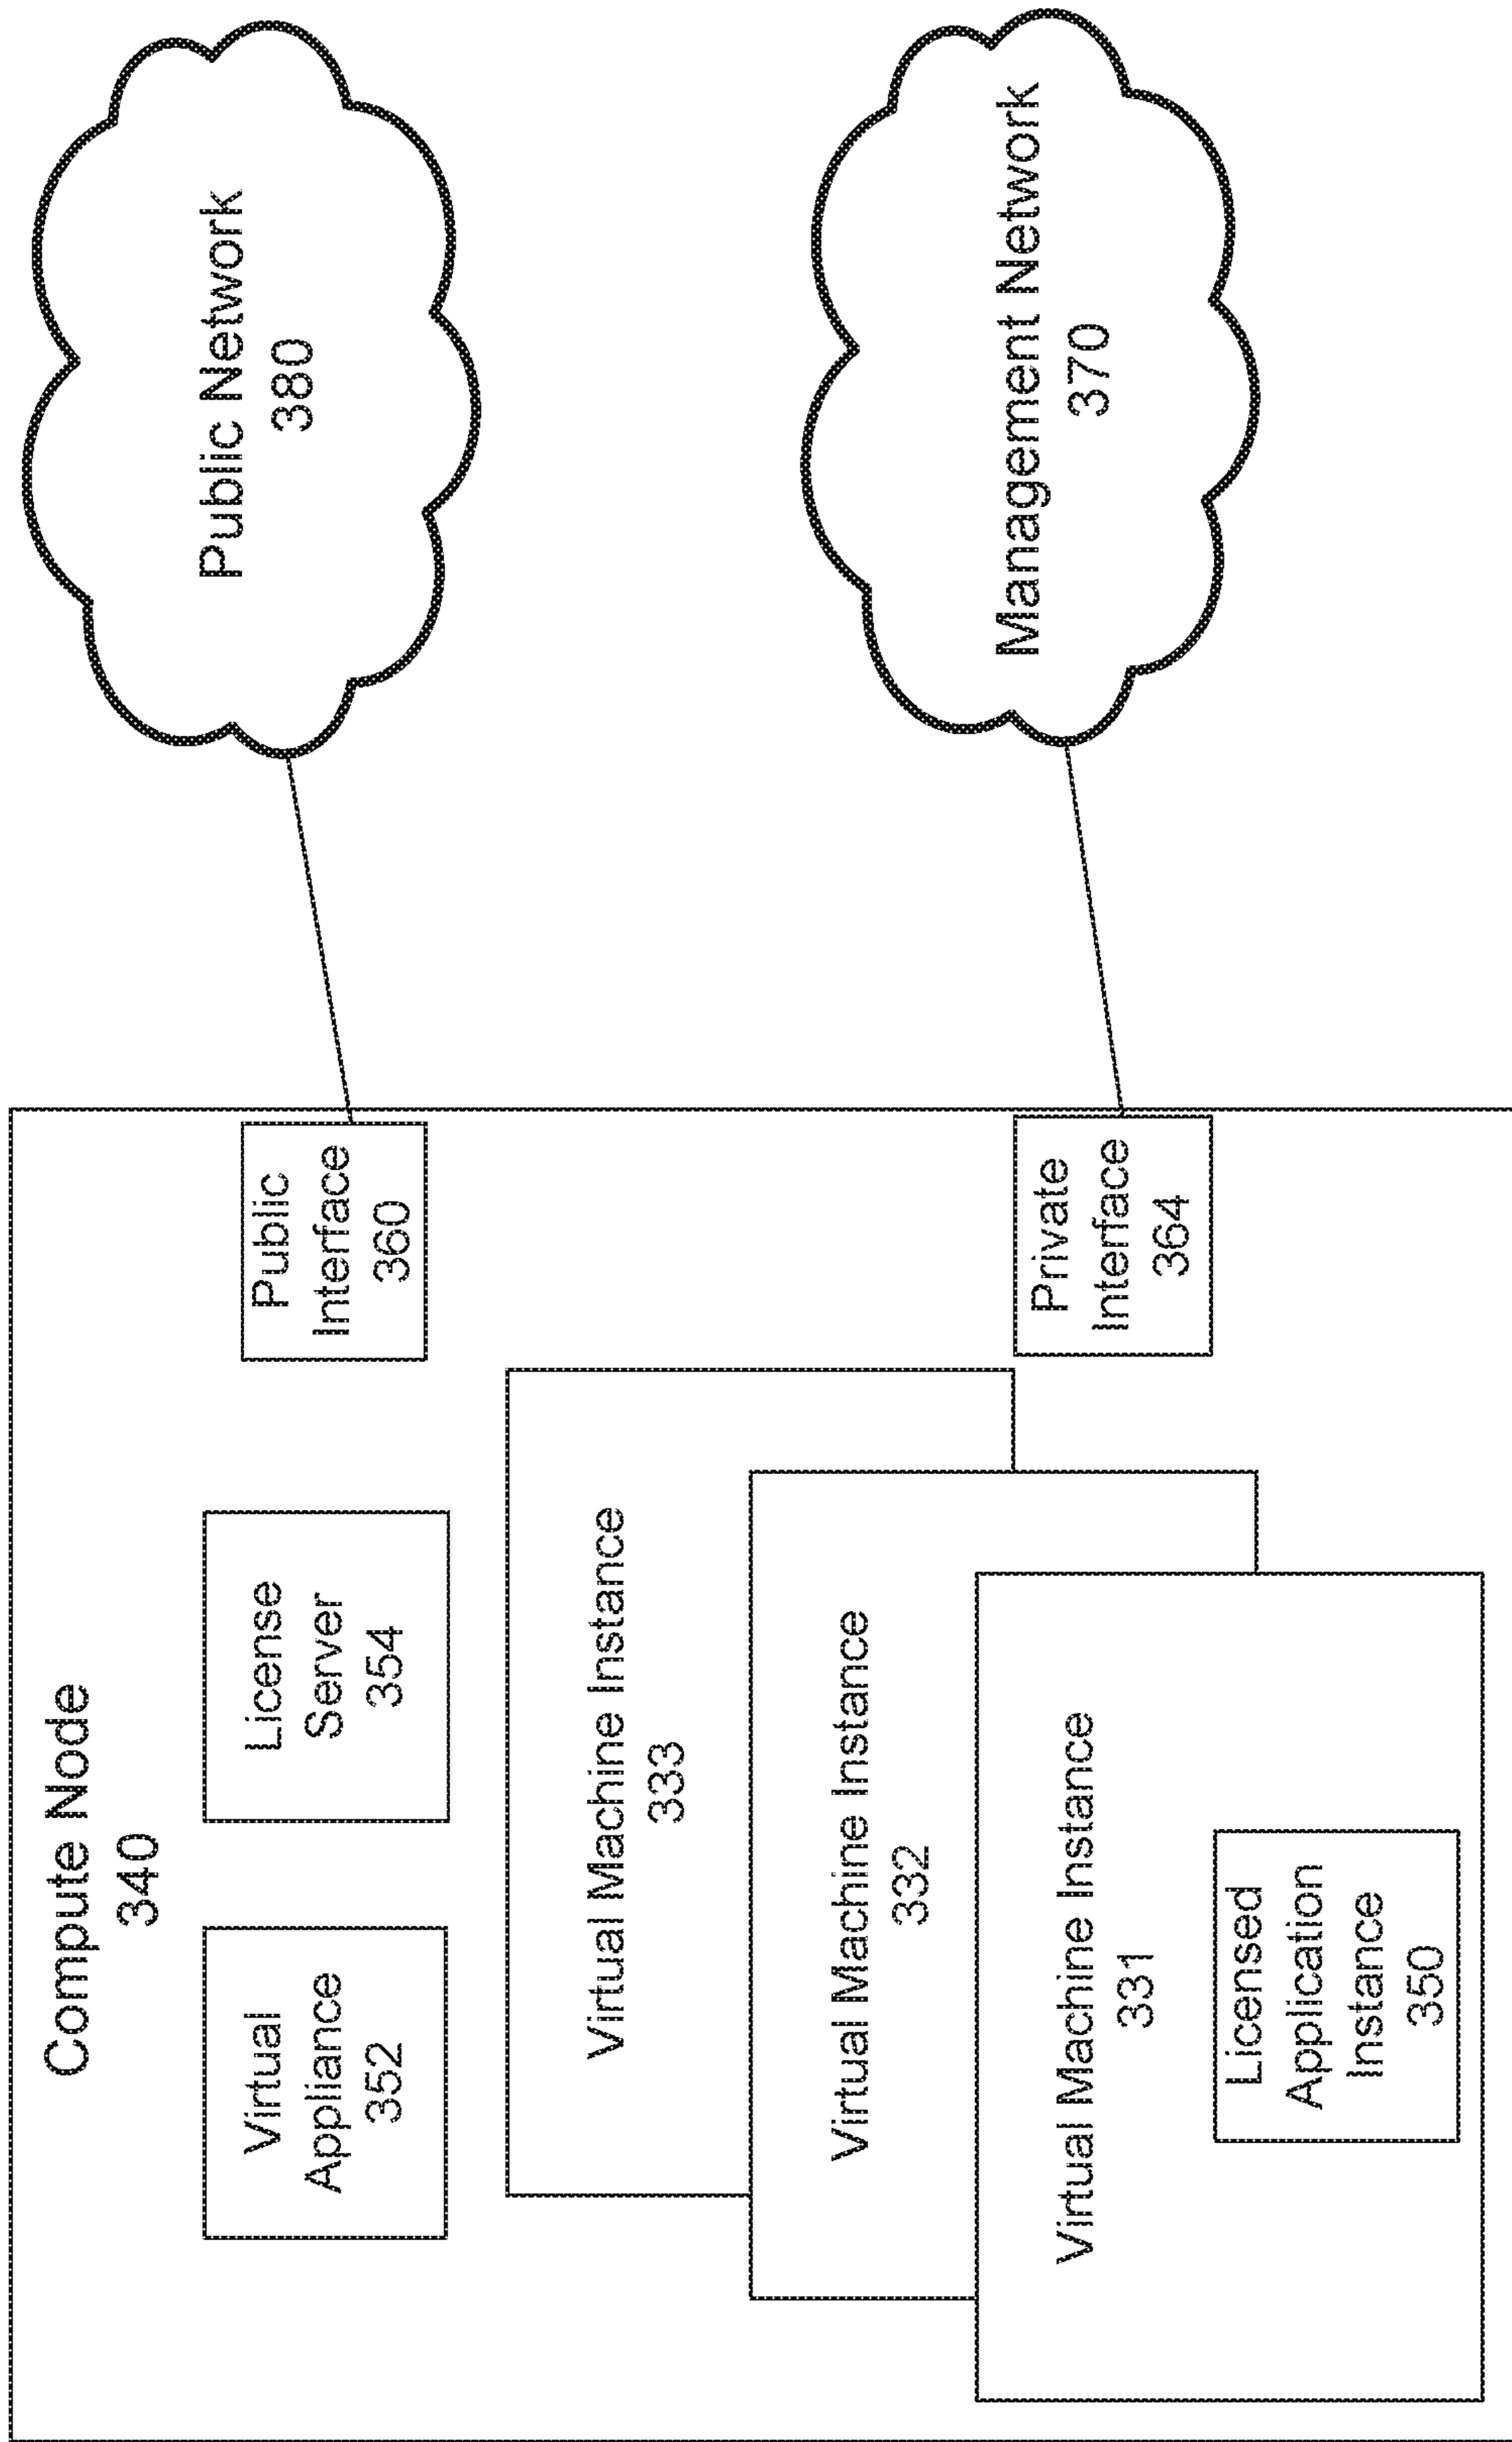 Compute Node
340
Virtual
Appliance
352
License
Server
354
Public
Interface
360
Public Network
380
Virtual Machine Instance
333
Virtual Machine Instance
332
Virtual Machine Instance
331
Licensed
Application
Instance
350
Private
Interface
364
Management Network
370